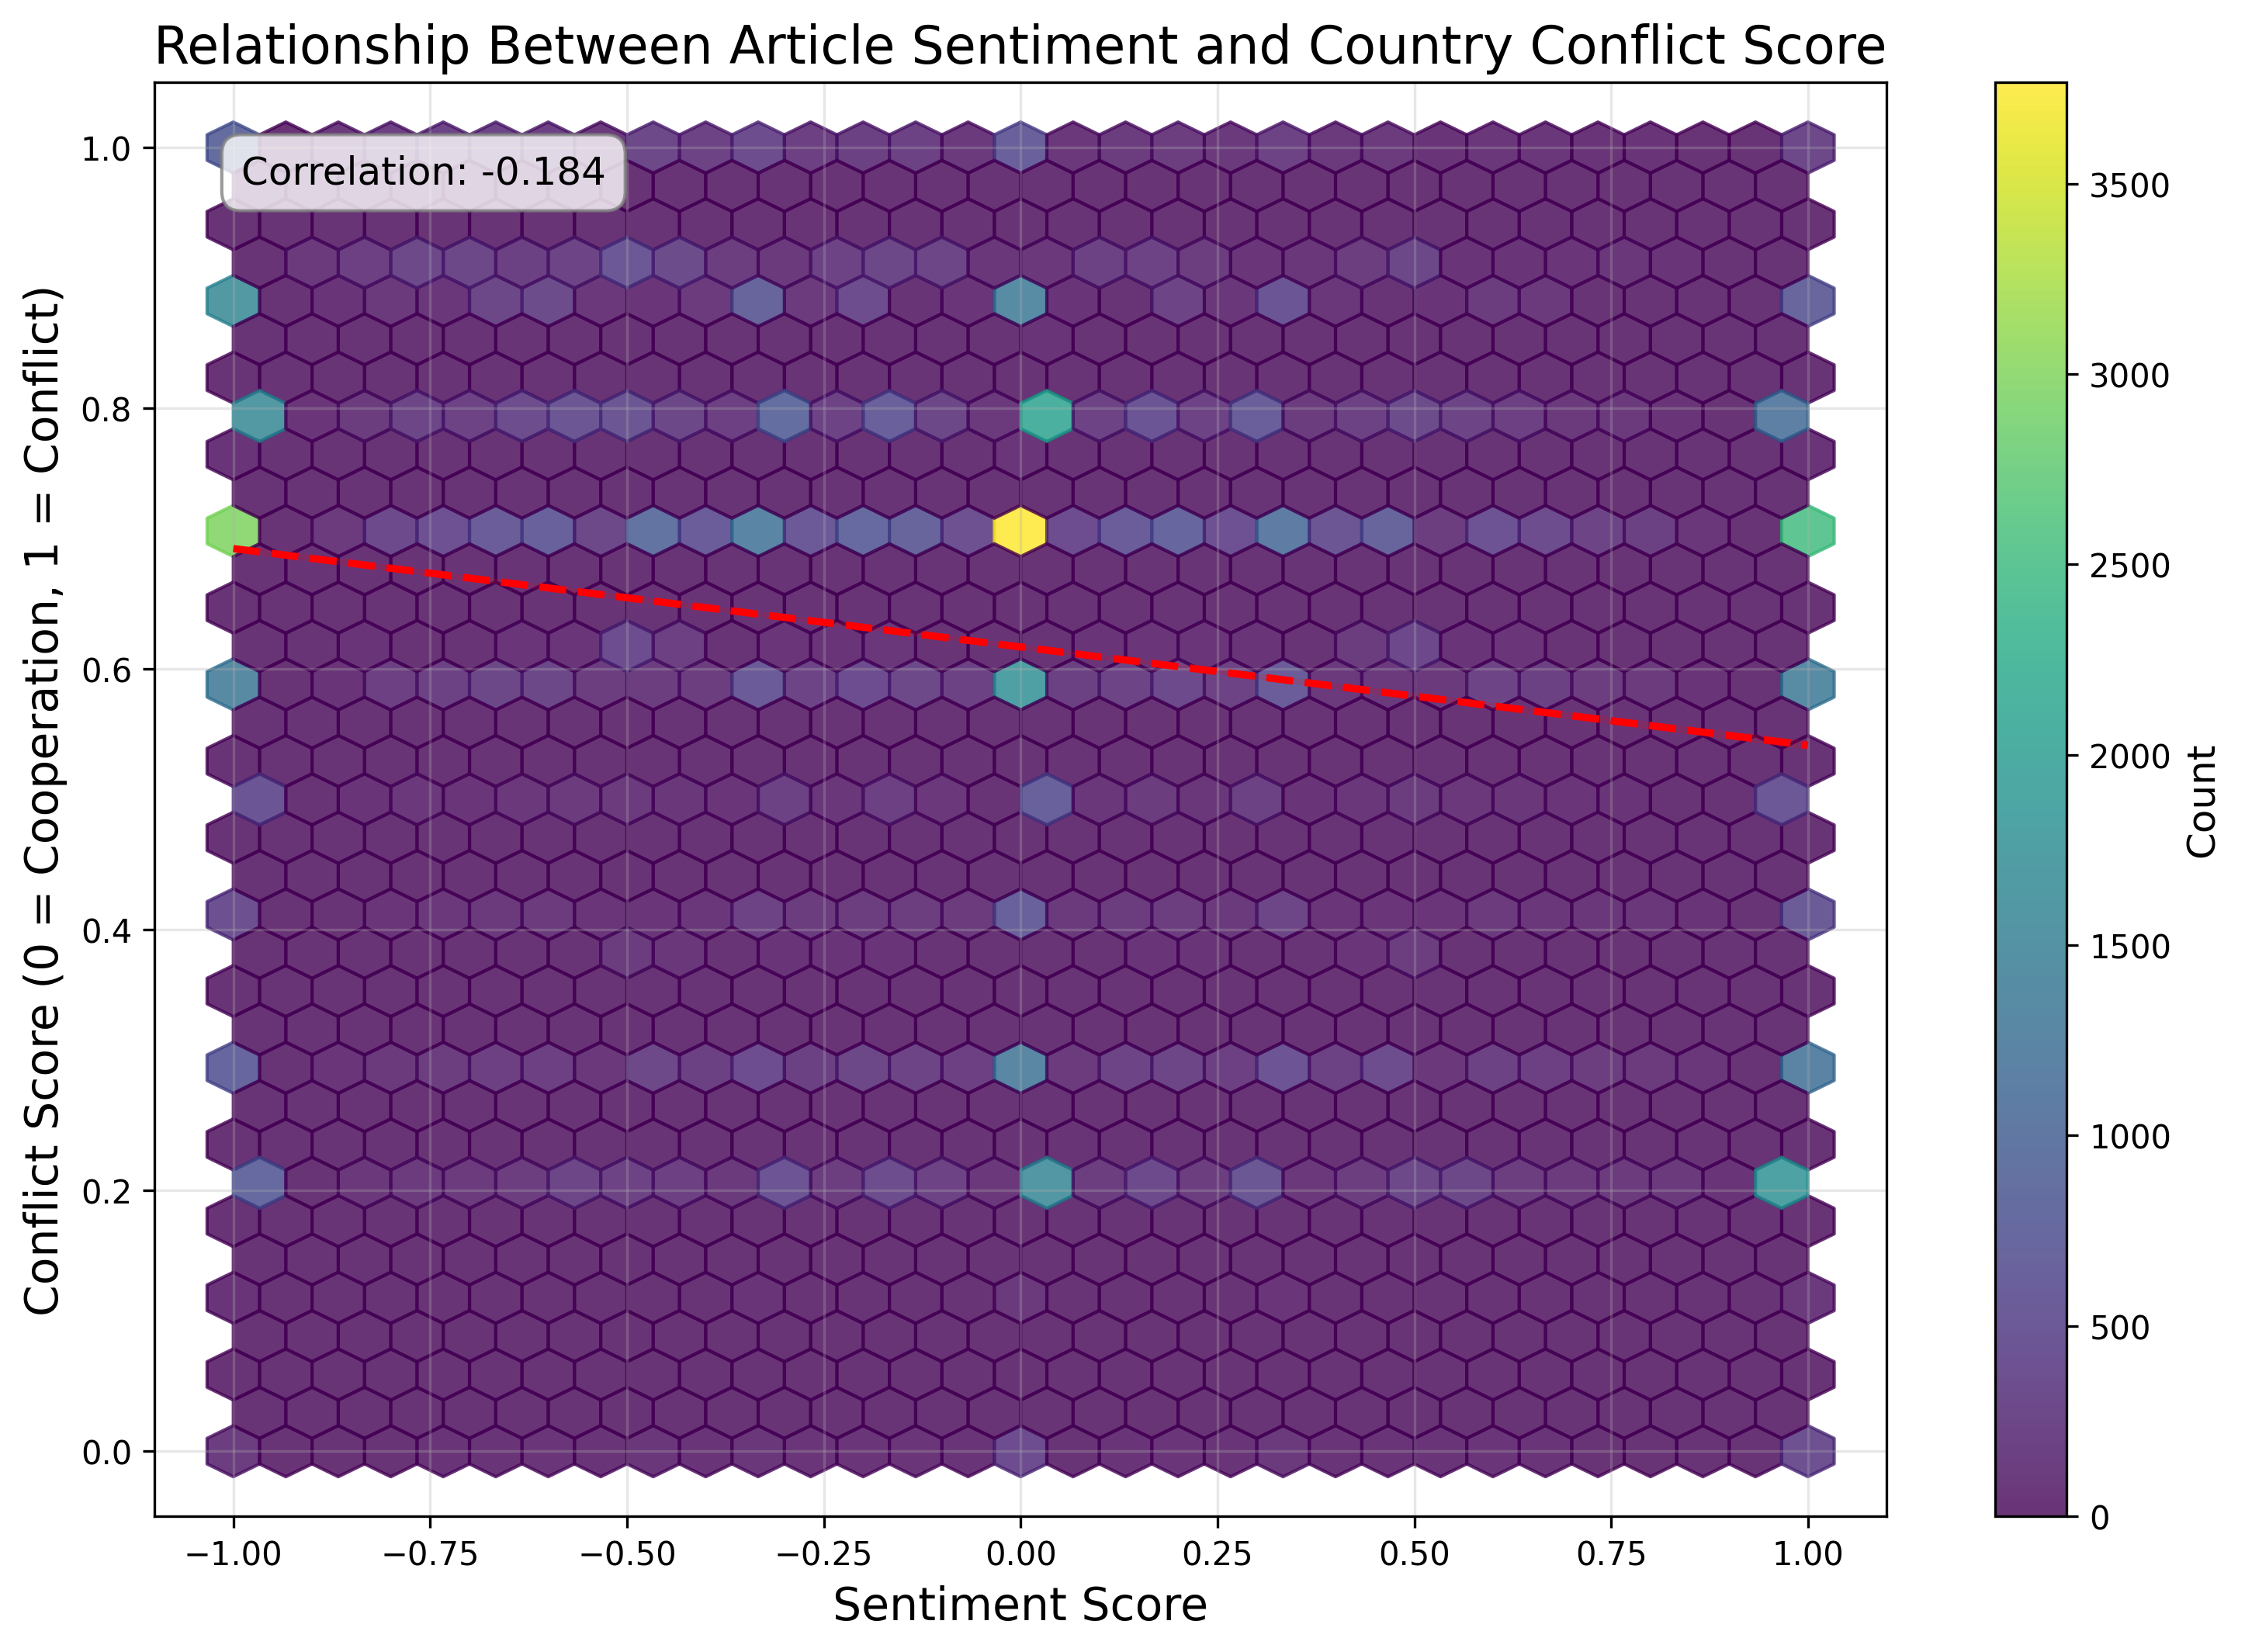 Relationship Between Article Sentiment and Country Conflict Score
Correlation: -0.184
Conflict Score (0 = Cooperation, 1 = Conflict)
1.0
0.8
0.6
0.4
0.2
0.0
−1.00 −0.75 −0.50 −0.25 0.00 0.25 0.50 0.75 1.00
Sentiment Score
3500
3000
2500
2000
1500
1000
500
0
Count